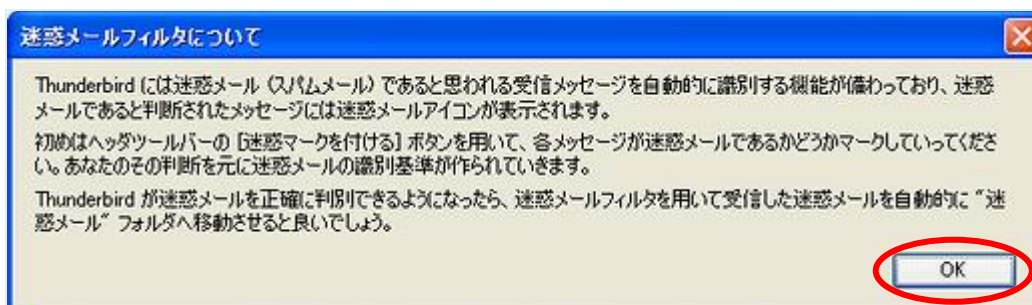 迷惑メールフィルタについて
Thunderbird には迷惑メール (スパムメール) であると思われる受信メッセージを自動的に識別する機能が備わっており、迷惑
メールであると判断されたメッセージには迷惑メールアイコンが表示されます。
初めはヘッダツールバーの [迷惑マークを付ける] ボタンを用いて、各メッセージが迷惑メールであるかどうかマークしていってくださ
い。あなたのその判断を元に迷惑メールの識別基準が作られていきます。
Thunderbird が迷惑メールを正確に判別できるようになったら、迷惑メールフィルタを用いて受信した迷惑メールを自動的に “迷
惑メール” フォルダへ移動させると良いでしょう。
OK